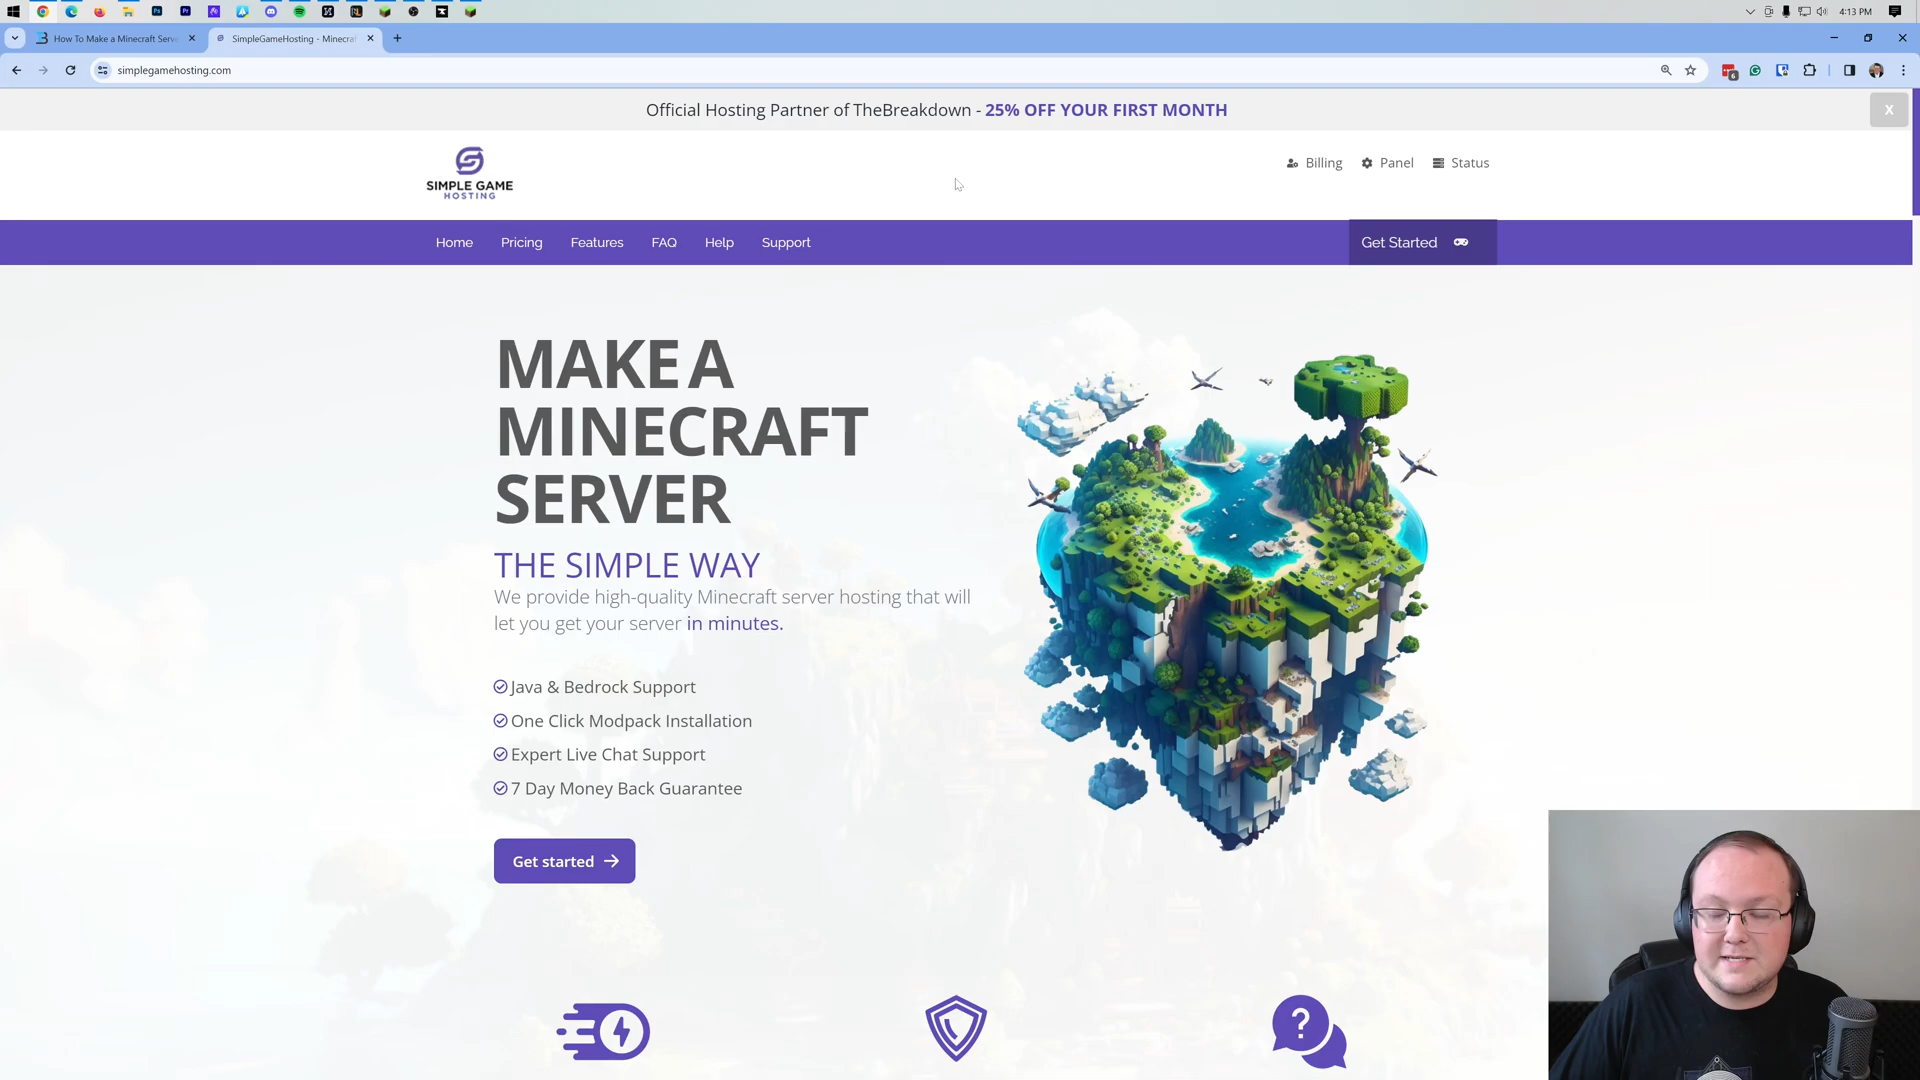 4:13 PM
How To Make a Minecraft Serve
SimpleGameHosting - Minecraf
simplegamehosting.com
6
Official Hosting Partner of TheBreakdown - 25% OFF YOUR FIRST MONTH
X
SIMPLE GAME
HOSTING
Billing
Panel
Status
Home
Pricing
Features
FAQ
Help
Support
Get Started
MAKE A
MINECRAFT
SERVER
THE SIMPLE WAY
We provide high-quality Minecraft server hosting that will
let you get your server in minutes.
Java & Bedrock Support
One Click Modpack Installation
Expert Live Chat Support
7 Day Money Back Guarantee
Get started
?